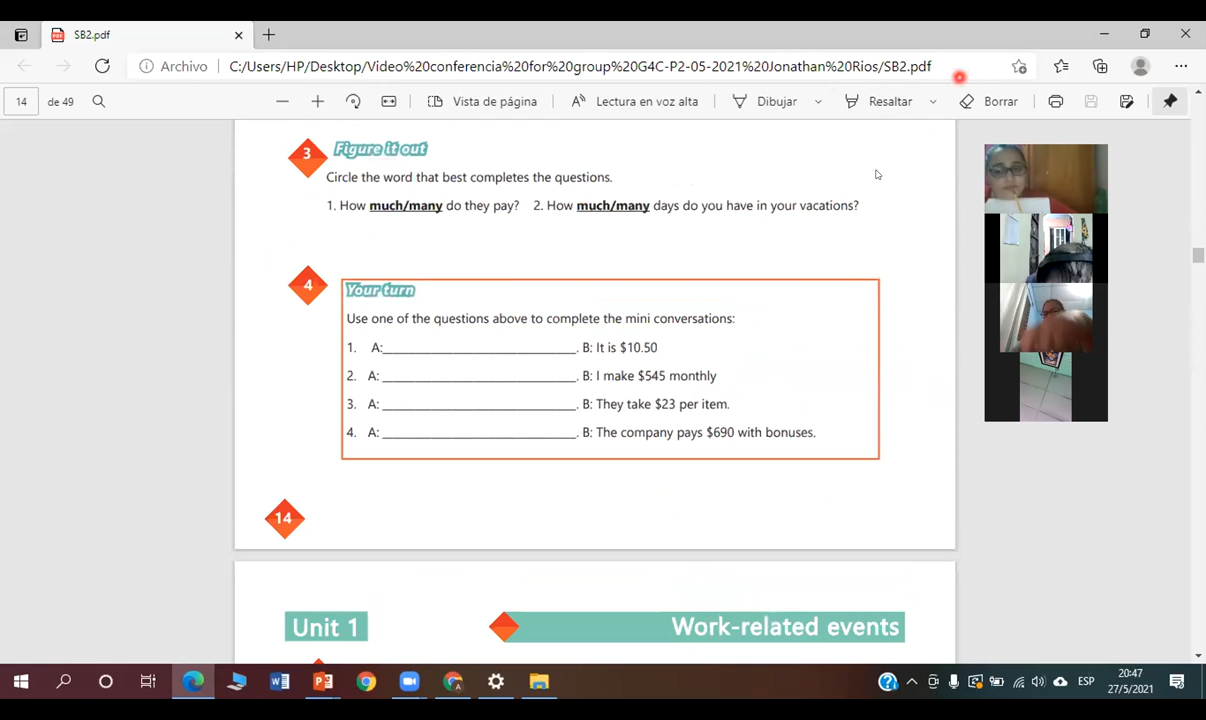 SB2.pdf
Archivo C:/Users/HP/Desktop/Video%20conferencia%20for%20group%20G4C-P2-05-2021%20Jonathan%20Rios/SB2.pdf
14 de 49 Vista de página Lectura en voz alta Dibujar Resaltar Borrar
3 Figure it out
Circle the word that best completes the questions.
1. How much/many do they pay? 2. How much/many days do you have in your vacations?
4 Your turn
Use one of the questions above to complete the mini conversations:
1. A:____________________________. B: It is $10.50
2. A: ____________________________. B: I make $545 monthly
3. A: ____________________________. B: They take $23 per item.
4. A: ____________________________. B: The company pays $690 with bonuses.
14
Unit 1 Work-related events
ESP 20:47
27/5/2021